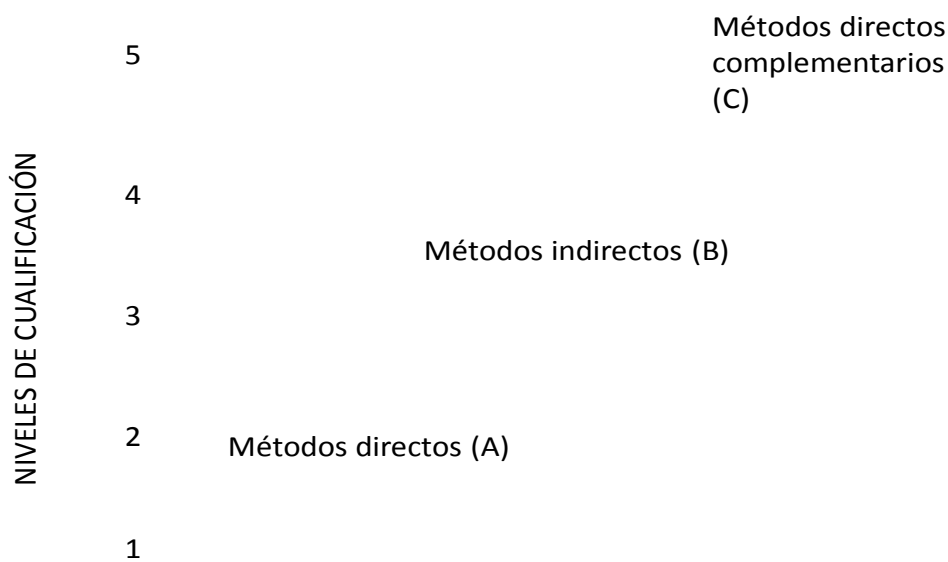 Métodos directos
complementarios
(C)
5
4
Métodos indirectos (B)
3
2
Métodos directos (A)
1
NIVELES DE CUALIFICACIÓN